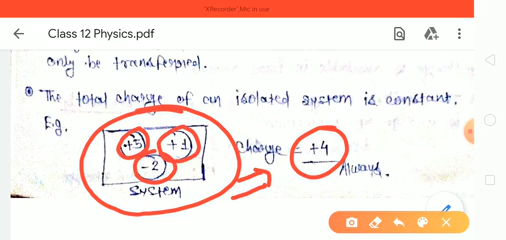 'XRecorder',Mic in use
Class 12 Physics.pdf
only be transferred.
The total charge of an isolated system is constant.
E.g.
+5 +1 Charge = +4
-2 Always.
SYSTEM